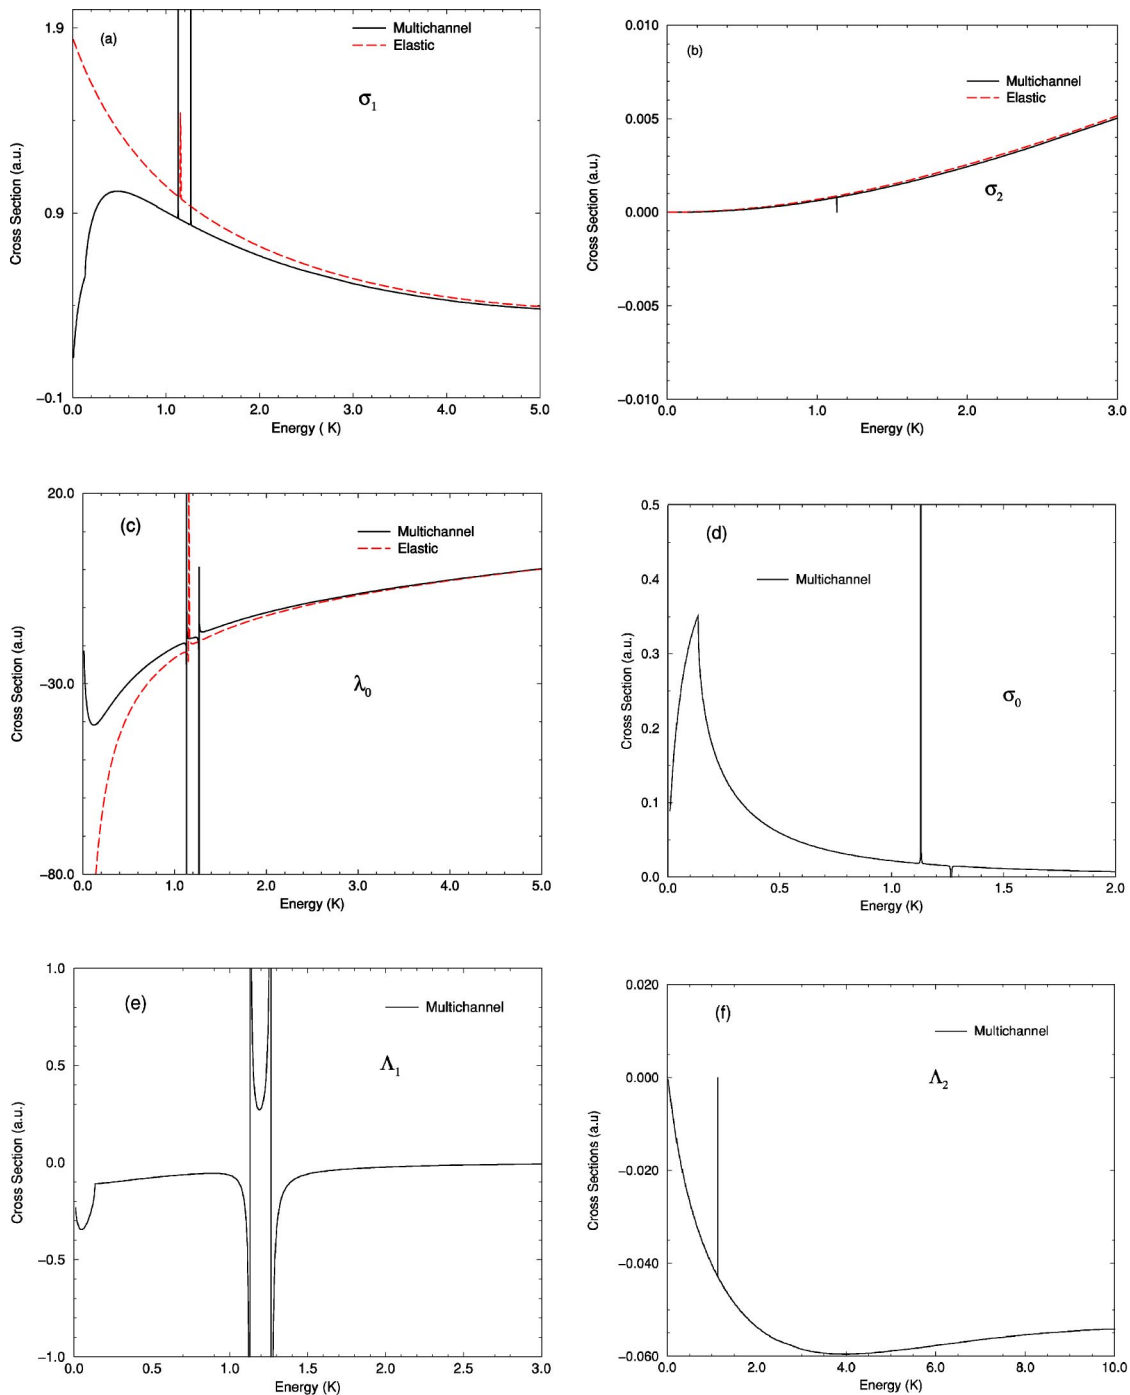 (a)
Multichannel
Elastic
σ₁
1.9
0.9
−0.1
Cross Section (a.u.)
0.0 1.0 2.0 3.0 4.0 5.0
Energy ( K)
(b)
Multichannel
Elastic
σ₂
0.010
0.005
0.000
−0.005
−0.010
Cross Section (a.u.)
0.0 1.0 2.0 3.0
Energy (K)
(c)
Multichannel
Elastic
λ₀
20.0
−30.0
−80.0
Cross Section (a.u)
0.0 1.0 2.0 3.0 4.0 5.0
Energy (K)
(d)
Multichannel
σ₀
0.5
0.4
0.3
0.2
0.1
0.0
Cross Section (a.u.)
0.0 0.5 1.0 1.5 2.0
Energy (K)
(e)
Multichannel
Λ₁
1.0
0.5
0.0
−0.5
−1.0
Cross Section (a.u.)
0.0 0.5 1.0 1.5 2.0 2.5 3.0
Energy (K)
(f)
Multichannel
Λ₂
0.020
0.000
−0.020
−0.040
−0.060
Cross Sections (a.u)
0.0 2.0 4.0 6.0 8.0 10.0
Energy (K)